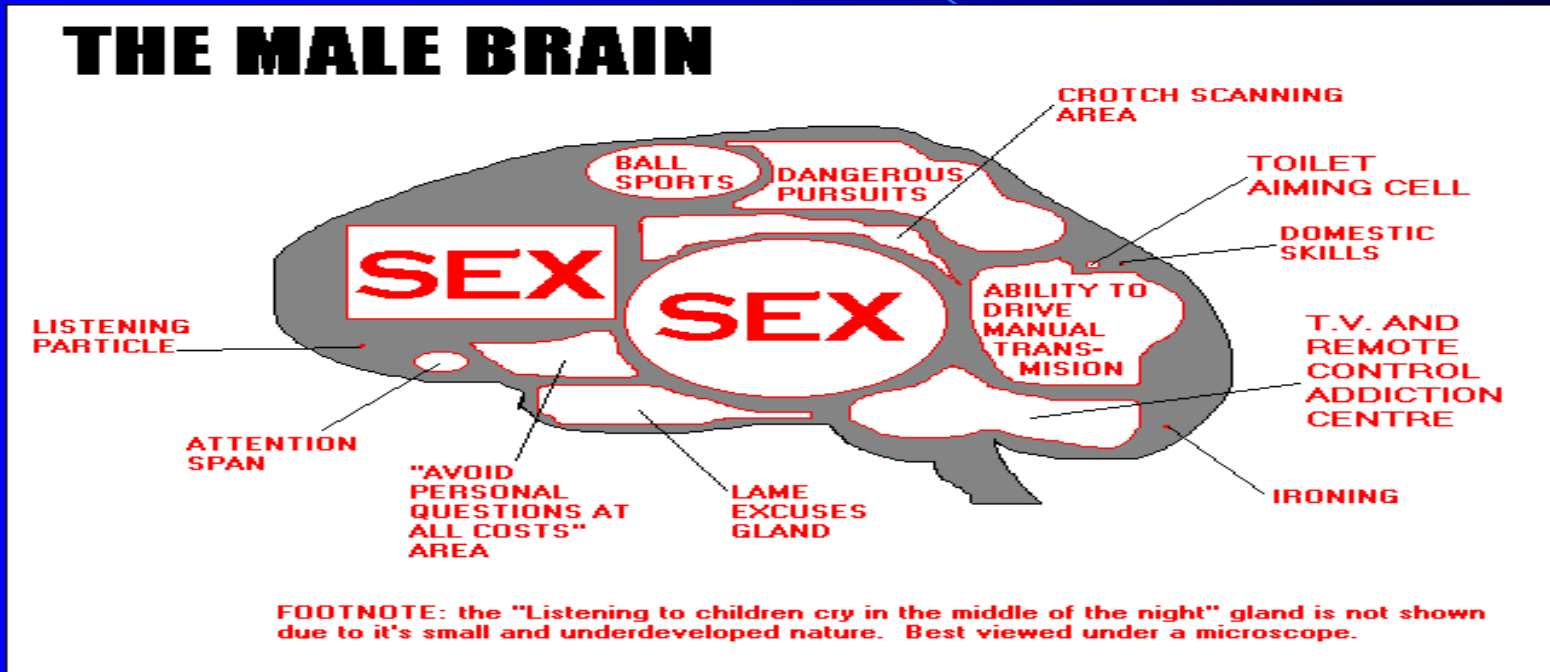 THE MALE BRAIN
CROTCH SCANNING
AREA
BALL
SPORTS
DANGEROUS
PURSUITS
TOILET
AIMING CELL
DOMESTIC
SKILLS
SEX
SEX
ABILITY TO
DRIVE
MANUAL
TRANS-
MISION
LISTENING
PARTICLE
T.V. AND
REMOTE
CONTROL
ADDICTION
CENTRE
ATTENTION
SPAN
"AVOID
PERSONAL
QUESTIONS AT
ALL COSTS"
AREA
LAME
EXCUSES
GLAND
IRONING
FOOTNOTE: the "Listening to children cry in the middle of the night" gland is not shown
due to it's small and underdeveloped nature. Best viewed under a microscope.